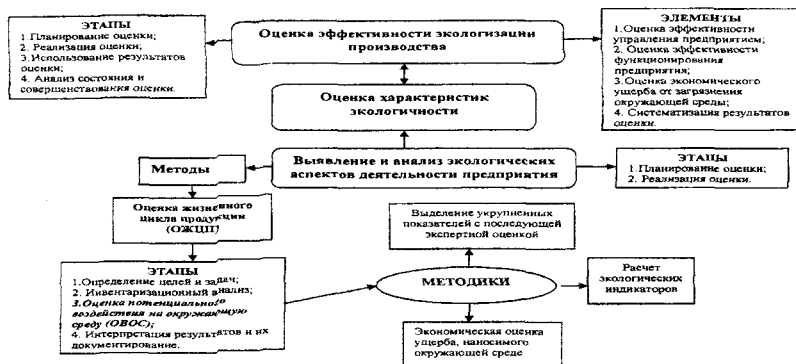 ЭТАПЫ
1.Планирование оценки;
2. Реализация оценки;
3.Использование результатов
оценки;
4. Анализ состояния и
совершенствования оценки.
Оценка эффективности экологизации
производства
ЭЛЕМЕНТЫ
1.Оценка эффективности
управления предприятием;
2. Оценка эффективности
функционирования
предприятия;
3.Оценка экономического
ущерба от загрязнения
окружающей среды;
4. Систематизация результатов
оценки.
Оценка характеристик
экологичности
Методы
Выявление и анализ экологических
аспектов деятельности предприятия
ЭТАПЫ
1.Планирование оценки;
2. Реализация оценки.
Оценка жизненного
цикла продукции
(ОЖЦП)
Выделение укрупненных
показателей с последующей
экспертной оценкой
ЭТАПЫ
1.Определение целей и задач;
2. Инвентаризационный анализ;
3.Оценка потенциального
воздействия на окружающую
среду (ОВОС);
4. Интерпретация результатов и их
документирование.
МЕТОДИКИ
Расчет
экологических
индикаторов
Экономическая оценка
ущерба, наносимого
окружающей среде